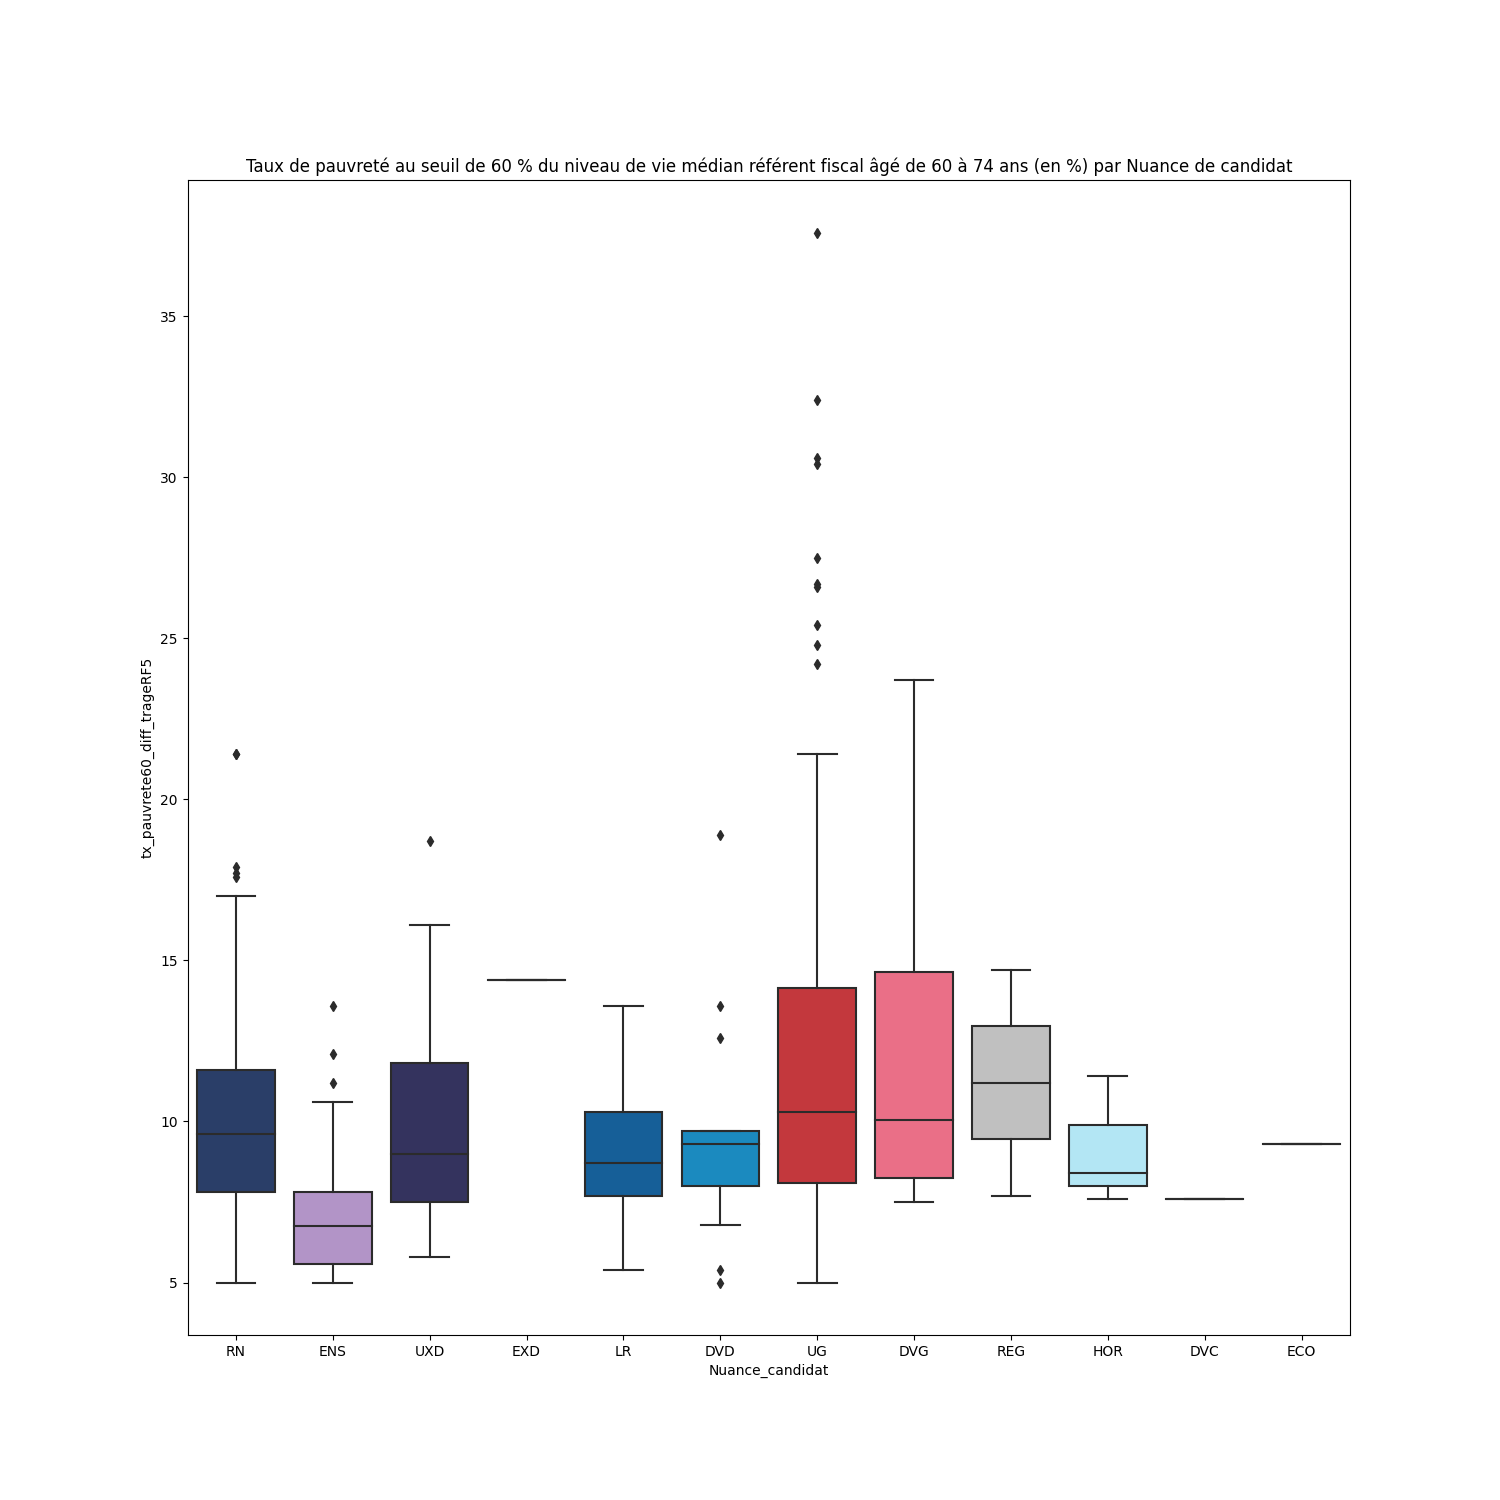 Taux de pauvreté au seuil de 60 % du niveau de vie médian référent fiscal âgé de 60 à 74 ans (en %) par Nuance de candidat
tx_pauvrete60_diff_trageRF5
35
30
25
20
15
10
5
RN ENS UXD EXD LR DVD UG DVG REG HOR DVC ECO
Nuance_candidat